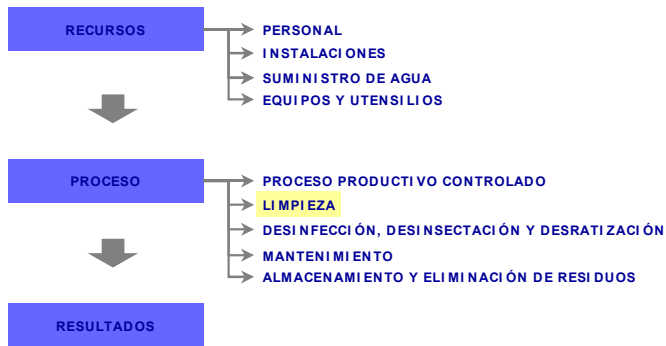 RECURSOS
PERSONAL
INSTALACIONES
SUMINISTRO DE AGUA
EQUIPOS Y UTENSILIOS
PROCESO
PROCESO PRODUCTIVO CONTROLADO
LIMPIEZA
DESINFECCIÓN, DESINSECTACIÓN Y DESRATIZACIÓN
MANTENIMIENTO
ALMACENAMIENTO Y ELIMINACIÓN DE RESIDUOS
RESULTADOS